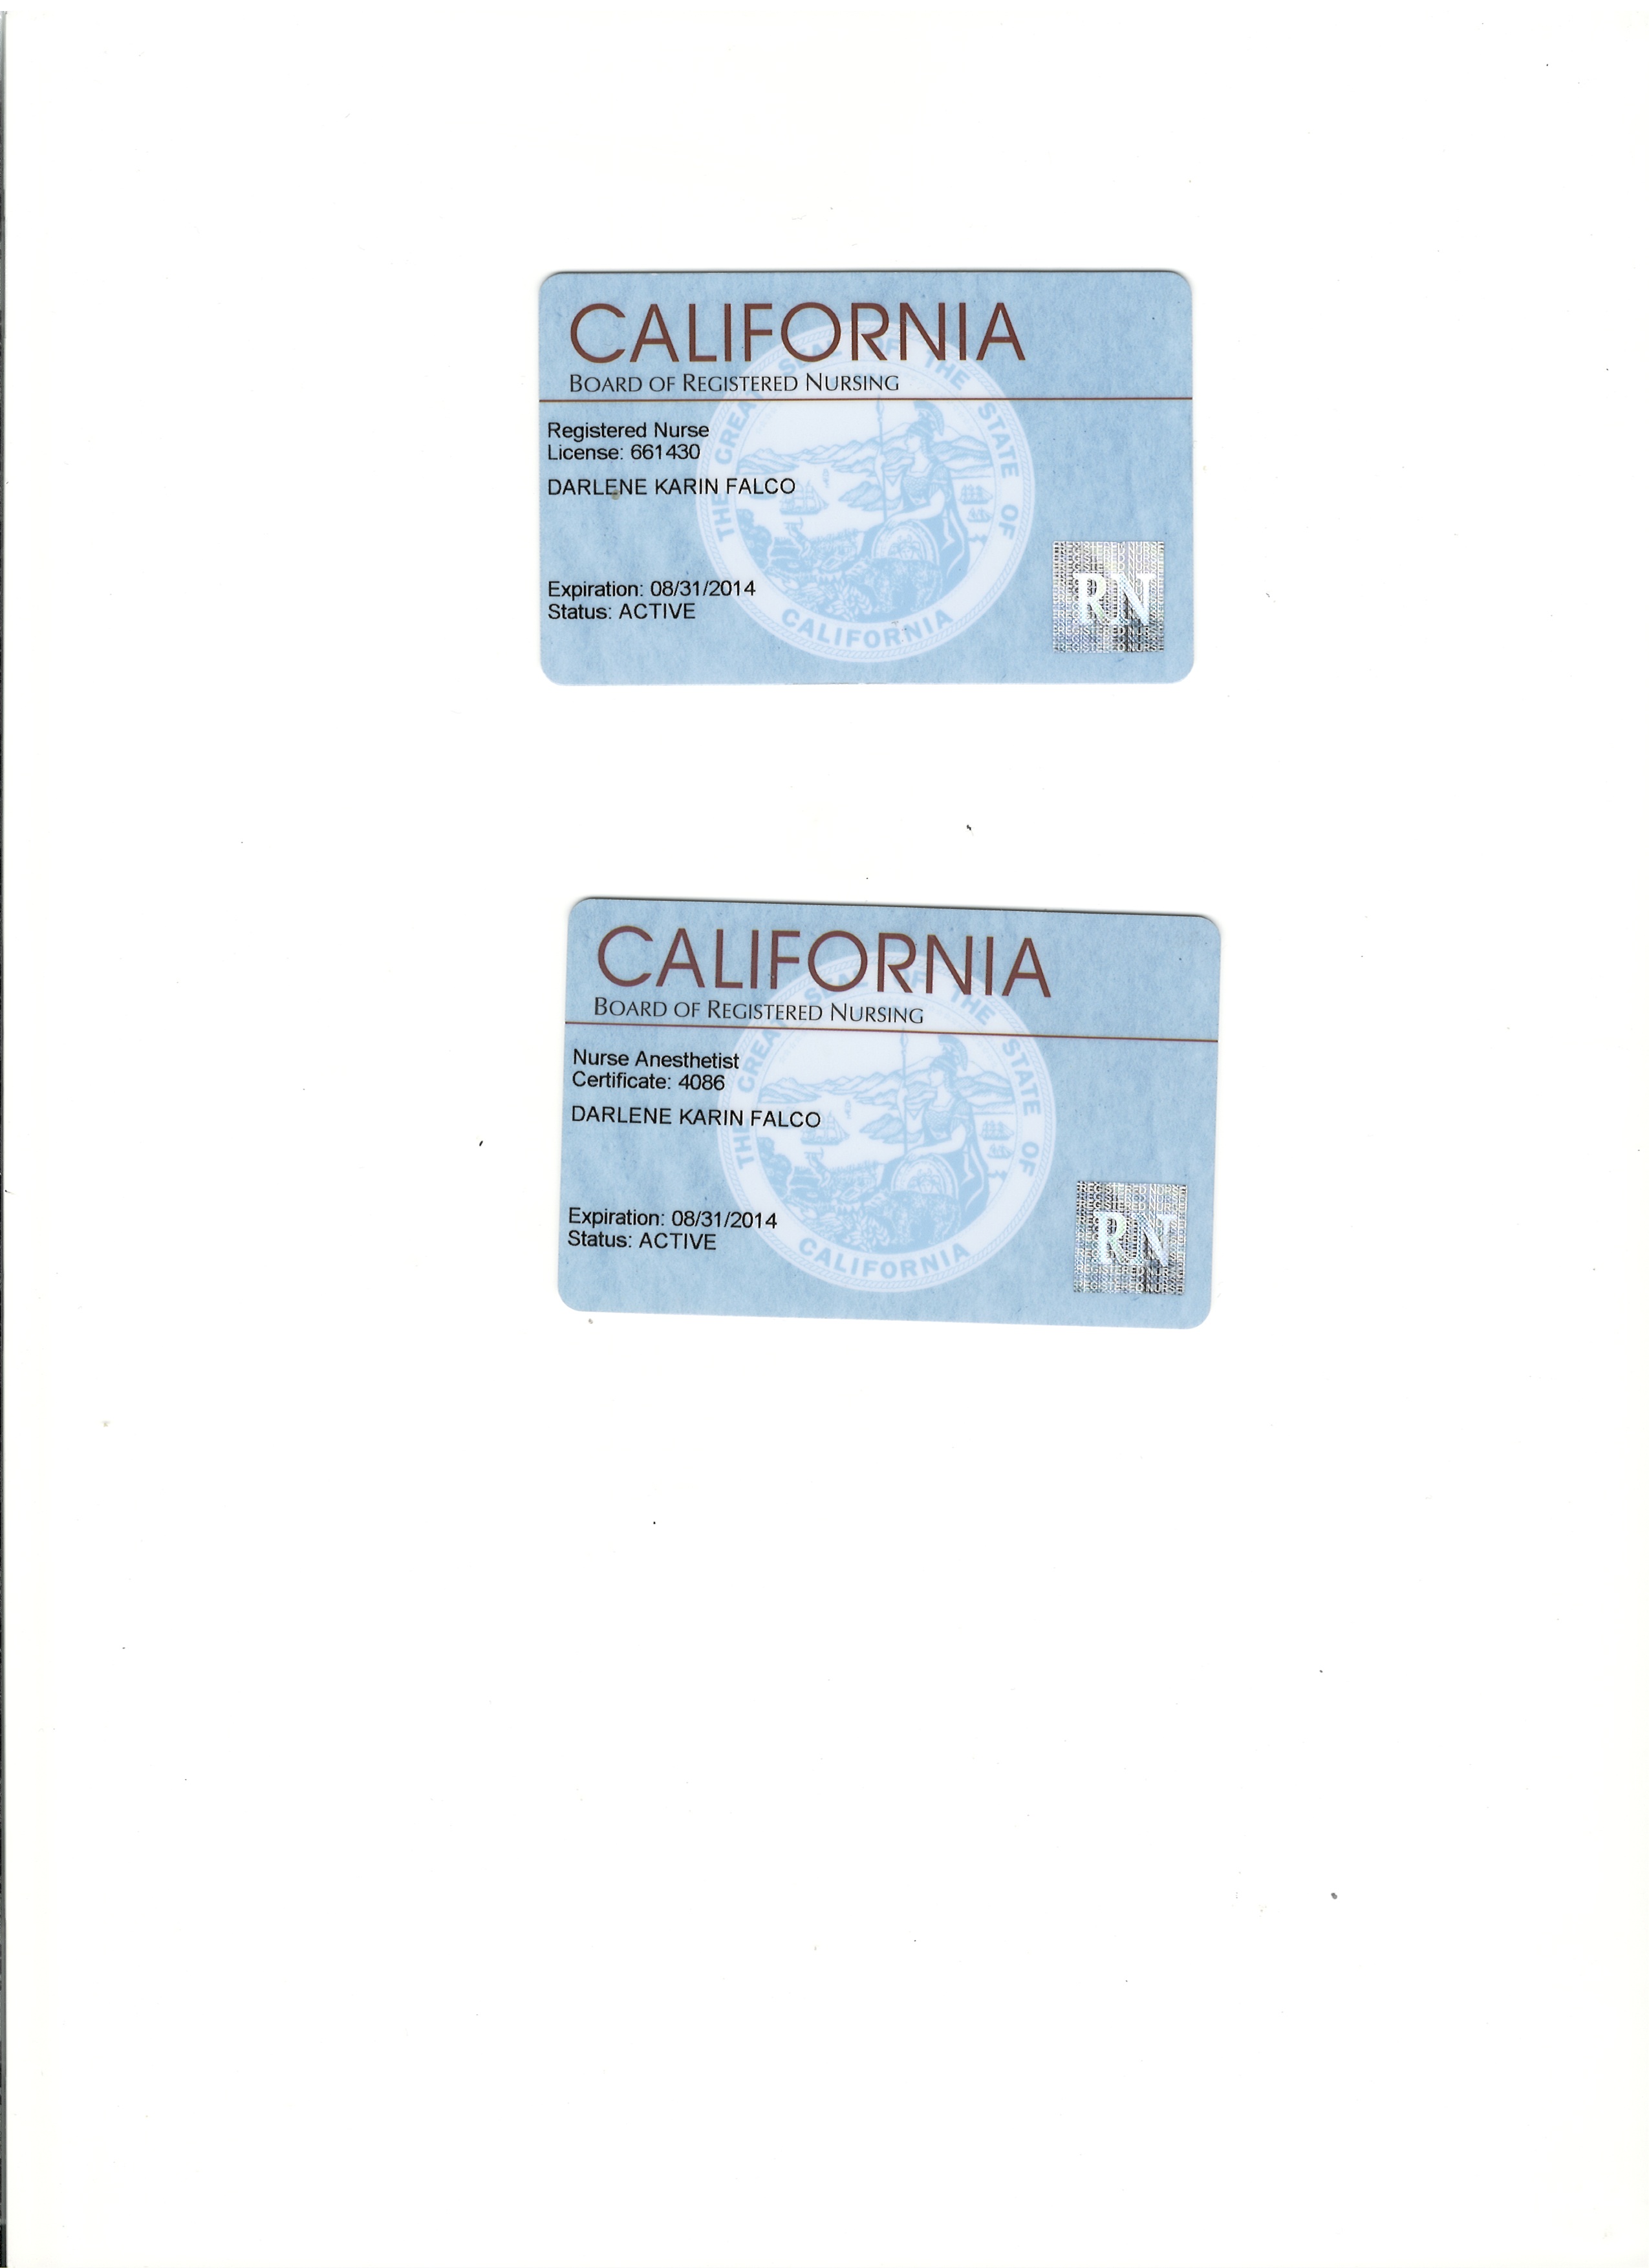 CALIFORNIA
BOARD OF REGISTERED NURSING
Registered Nurse
License: 661430
DARLENE KARIN FALCO
Expiration: 08/31/2014
Status: ACTIVE
THE GREAT SEAL OF THE STATE OF CALIFORNIA
RN
REGISTERED NURSE
CALIFORNIA
BOARD OF REGISTERED NURSING
Nurse Anesthetist
Certificate: 4086
DARLENE KARIN FALCO
Expiration: 08/31/2014
Status: ACTIVE
THE GREAT SEAL OF THE STATE OF CALIFORNIA
RN
REGISTERED NURSE